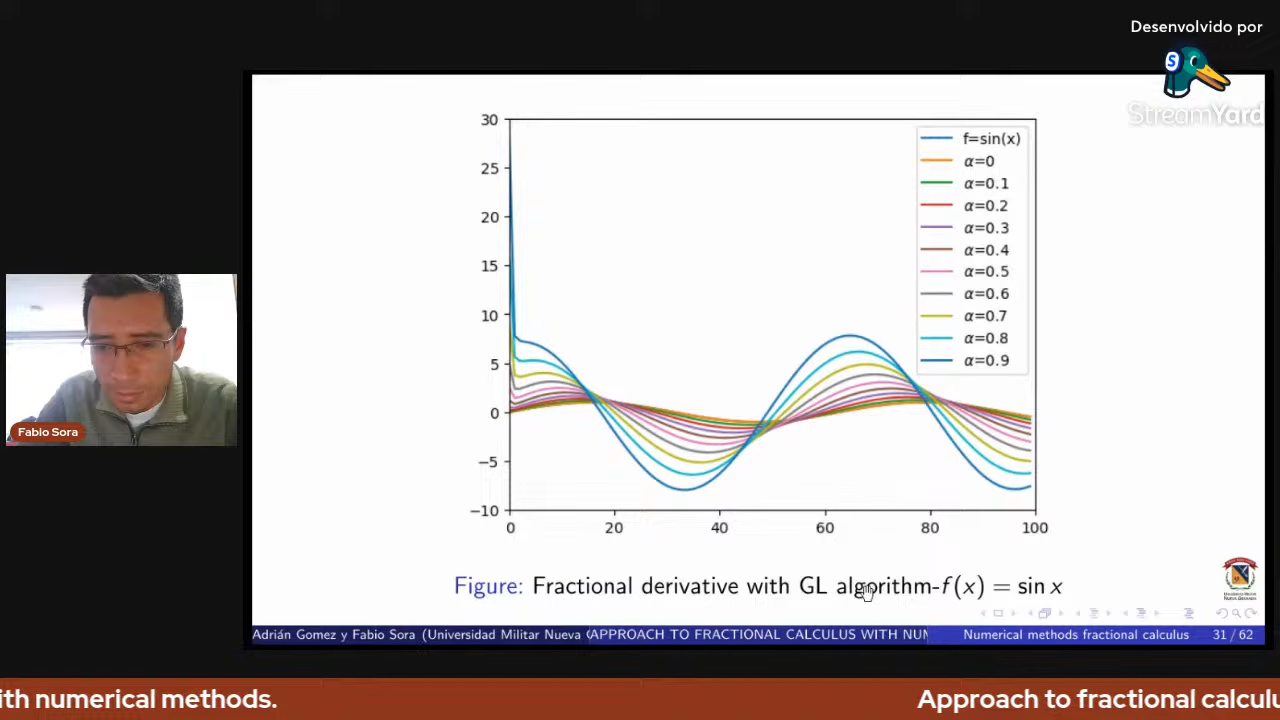 Desenvolvido por
StreamYard
30
25
20
15
10
5
0
−5
−10
0 20 40 60 80 100
f=sin(x)
α=0
α=0.1
α=0.2
α=0.3
α=0.4
α=0.5
α=0.6
α=0.7
α=0.8
α=0.9
Fabio Sora
Figure: Fractional derivative with GL algorithm-f(x) = sin x
Adrián Gomez y Fabio Sora (Universidad Militar Nueva APPROACH TO FRACTIONAL CALCULUS WITH NUM Numerical methods fractional calculus 31 / 62
ith numerical methods. Approach to fractional calculu